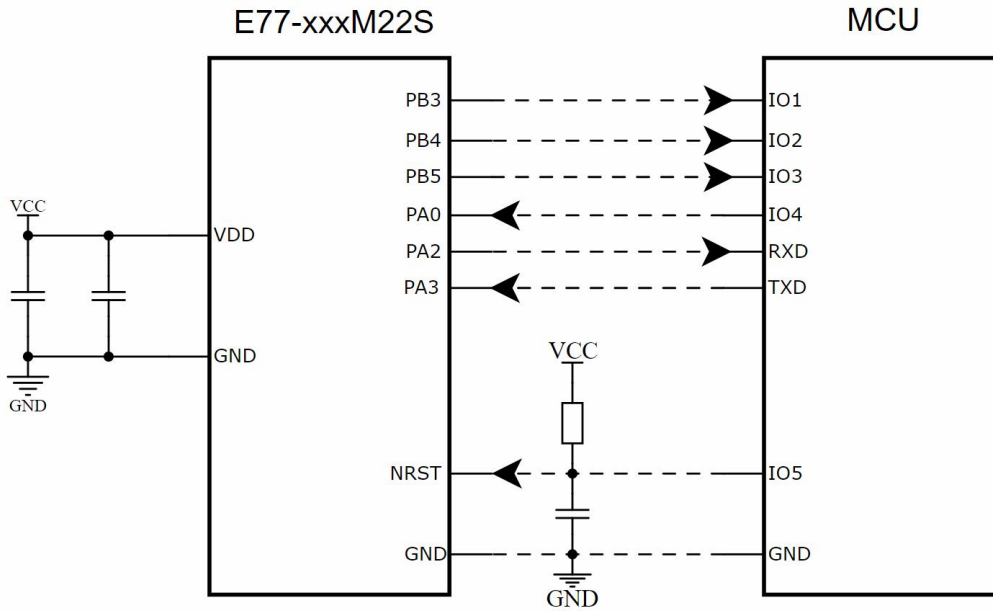 E77-xxxM22S
MCU
PB3
IO1
PB4
IO2
PB5
IO3
VCC
PA0
IO4
VDD
PA2
RXD
PA3
TXD
VCC
GND
GND
NRST
IO5
GND
GND
GND